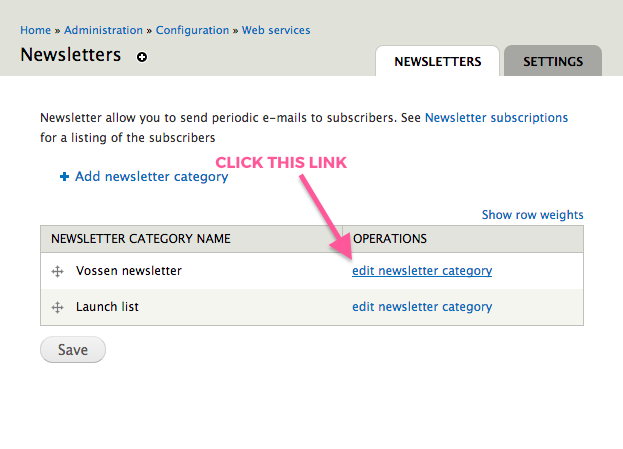 Home » Administration » Configuration » Web services
Newsletters
NEWSLETTERS
SETTINGS
Newsletter allow you to send periodic e-mails to subscribers. See Newsletter subscriptions
for a listing of the subscribers
CLICK THIS LINK
+ Add newsletter category
Show row weights
NEWSLETTER CATEGORY NAME OPERATIONS
Vossen newsletter edit newsletter category
Launch list edit newsletter category
Save